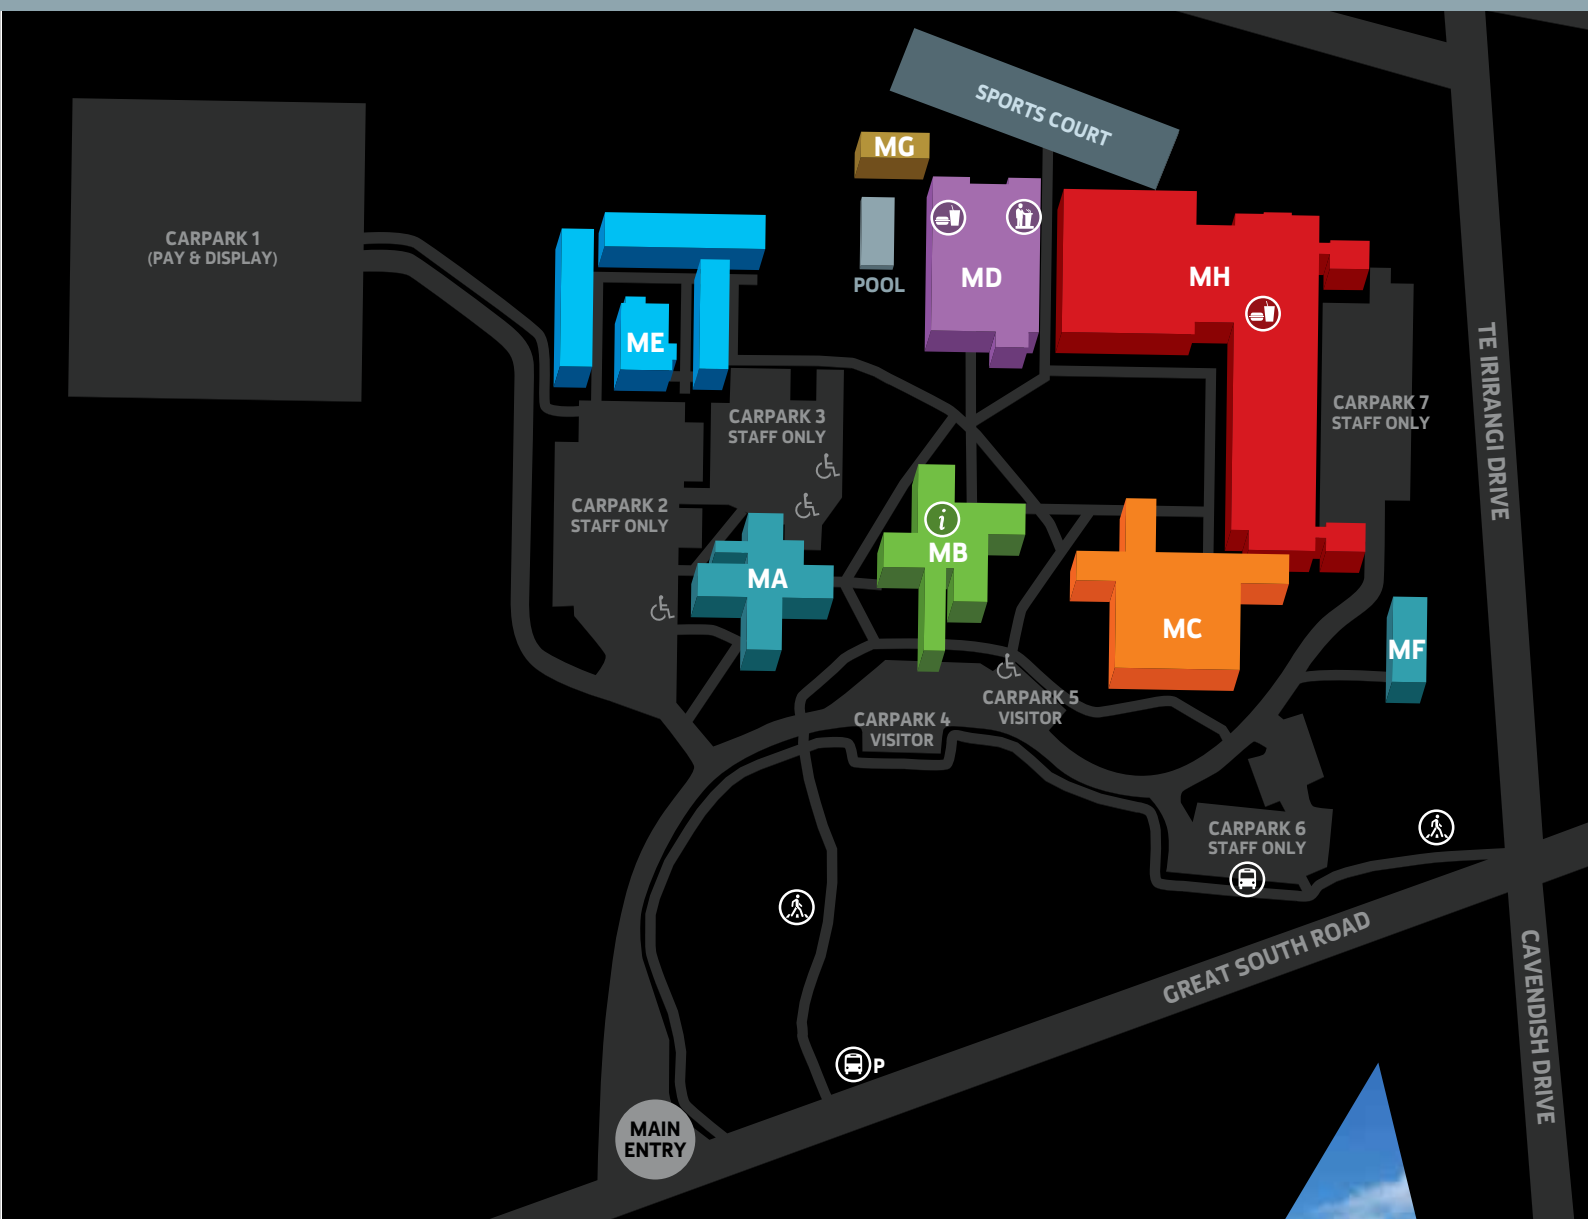 SPORTS COURT
MG
CARPARK 1
(PAY & DISPLAY)
MD
MH
POOL
ME
CARPARK 3
STAFF ONLY
CARPARK 7
STAFF ONLY
TE IRIRANGI DRIVE
CARPARK 2
STAFF ONLY
i
MB
MA
MC
MF
CARPARK 5
VISITOR
CARPARK 4
VISITOR
CARPARK 6
STAFF ONLY
GREAT SOUTH ROAD
CAVENDISH DRIVE
P
MAIN
ENTRY